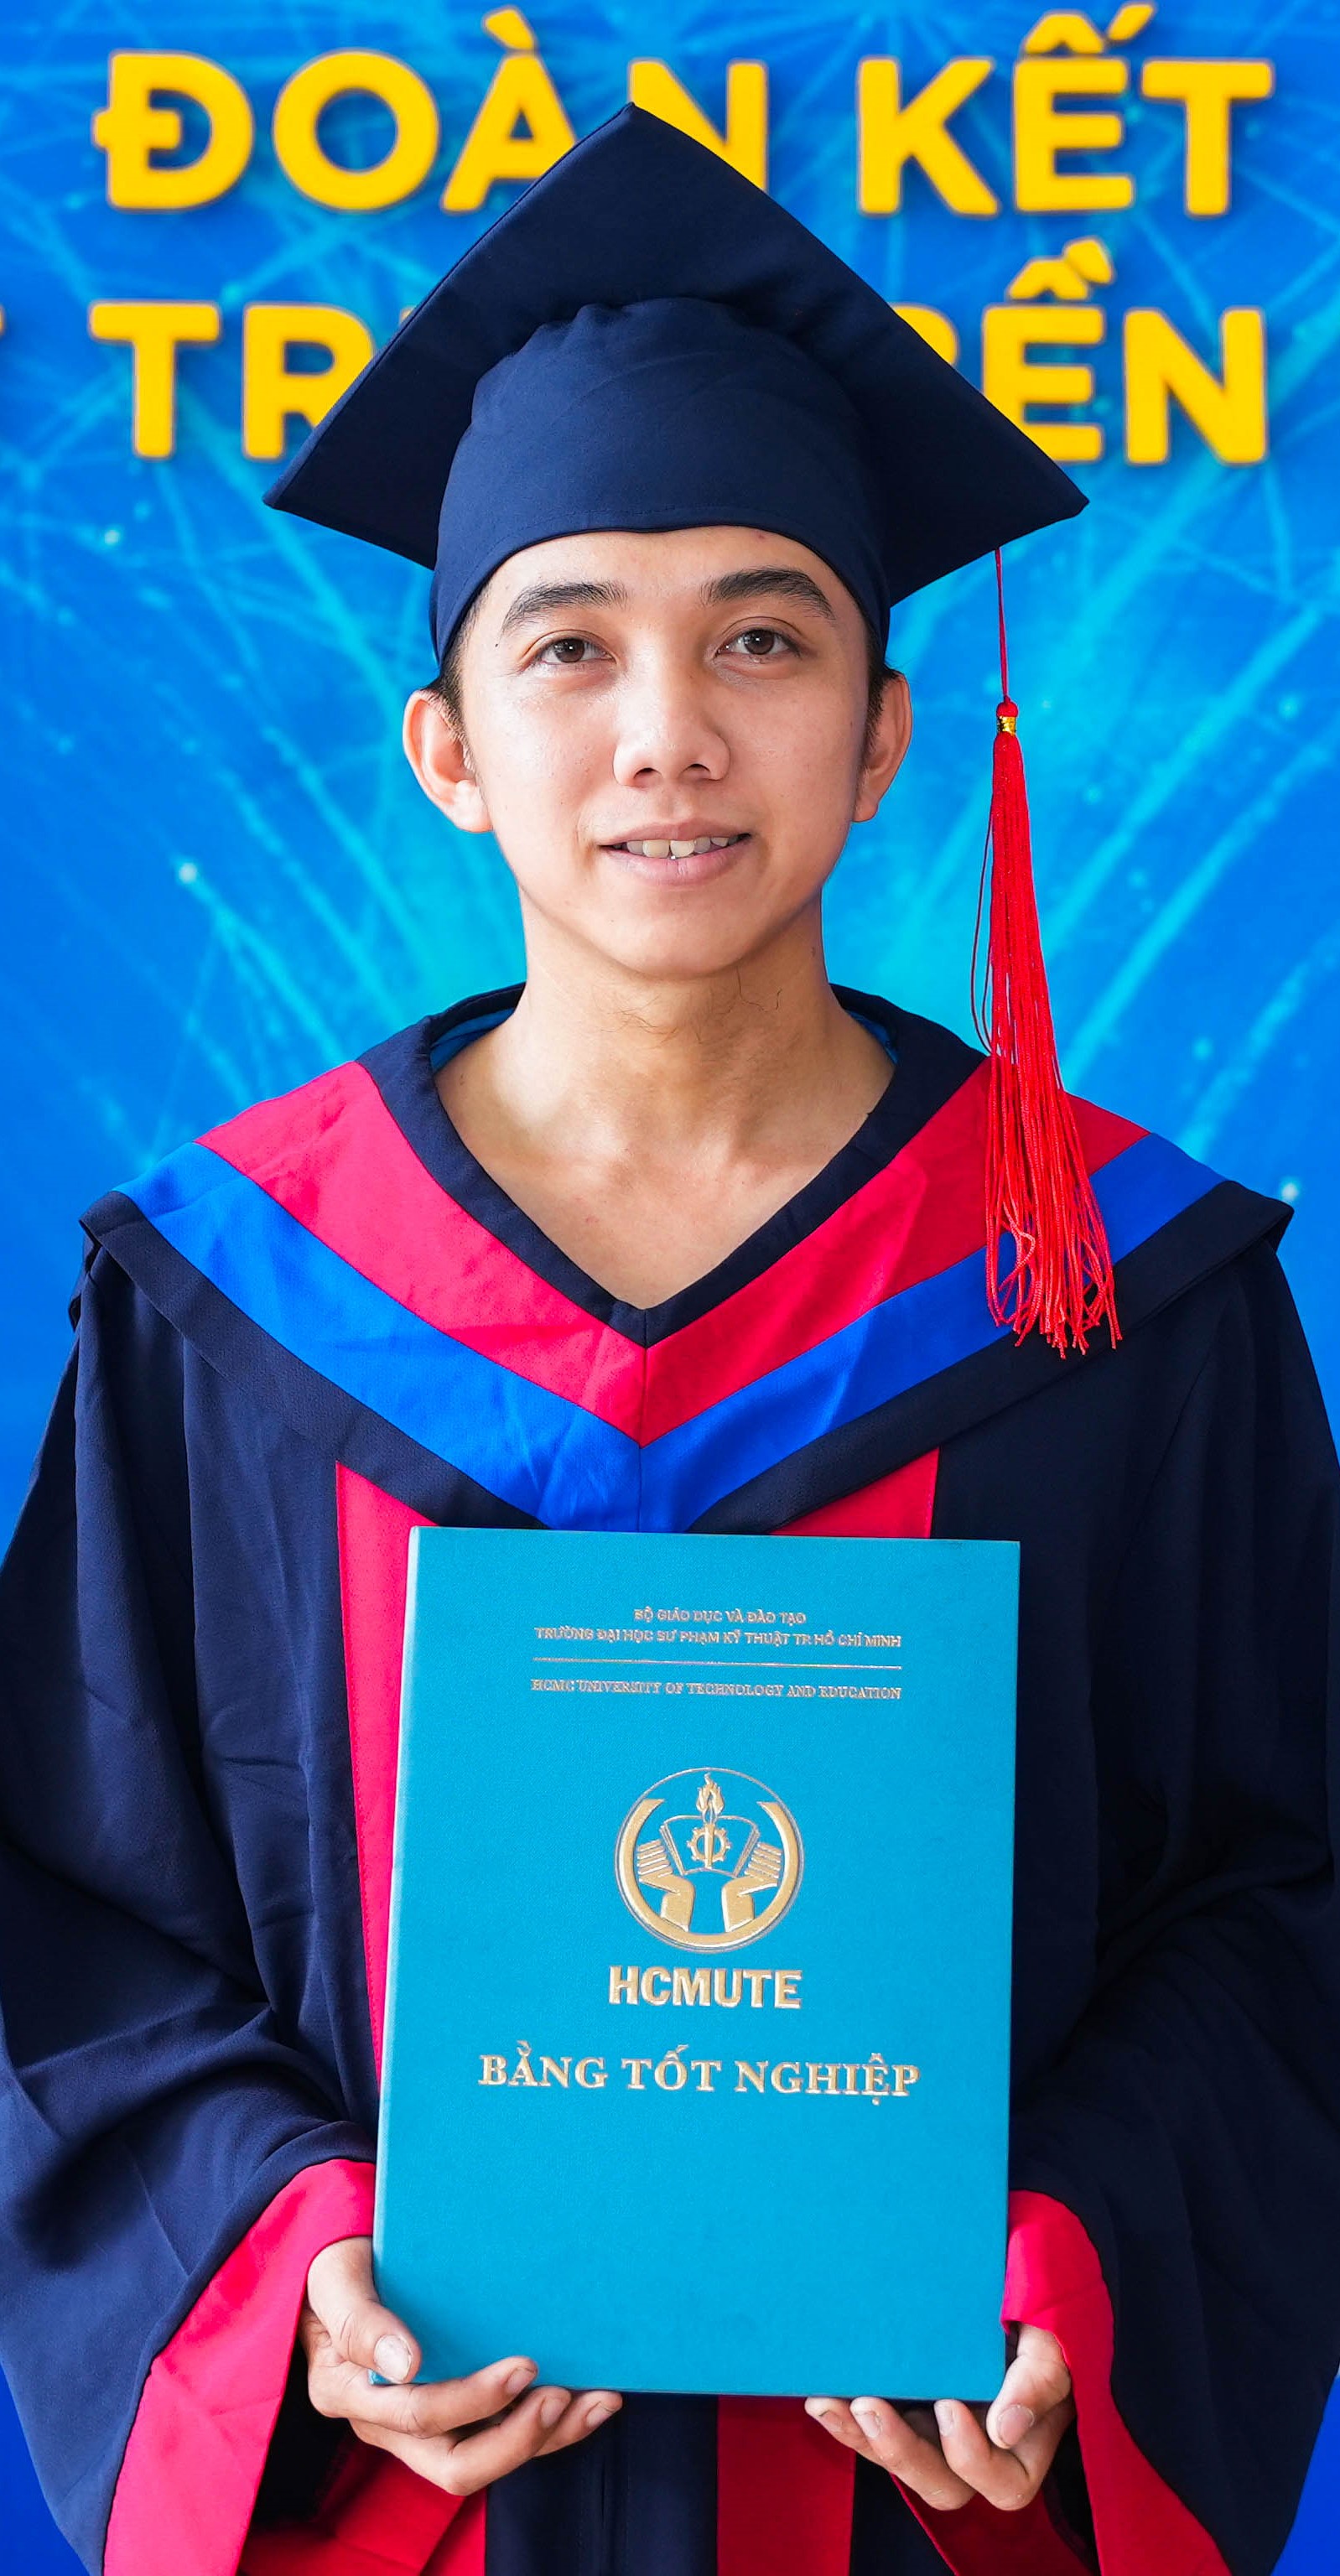 ĐOÀN KẾT
BỘ GIÁO DỤC VÀ ĐÀO TẠO
TRƯỜNG ĐẠI HỌC SƯ PHẠM KỸ THUẬT TP. HỒ CHÍ MINH
HCMC UNIVERSITY OF TECHNOLOGY AND EDUCATION
HCMUTE
BẰNG TỐT NGHIỆP